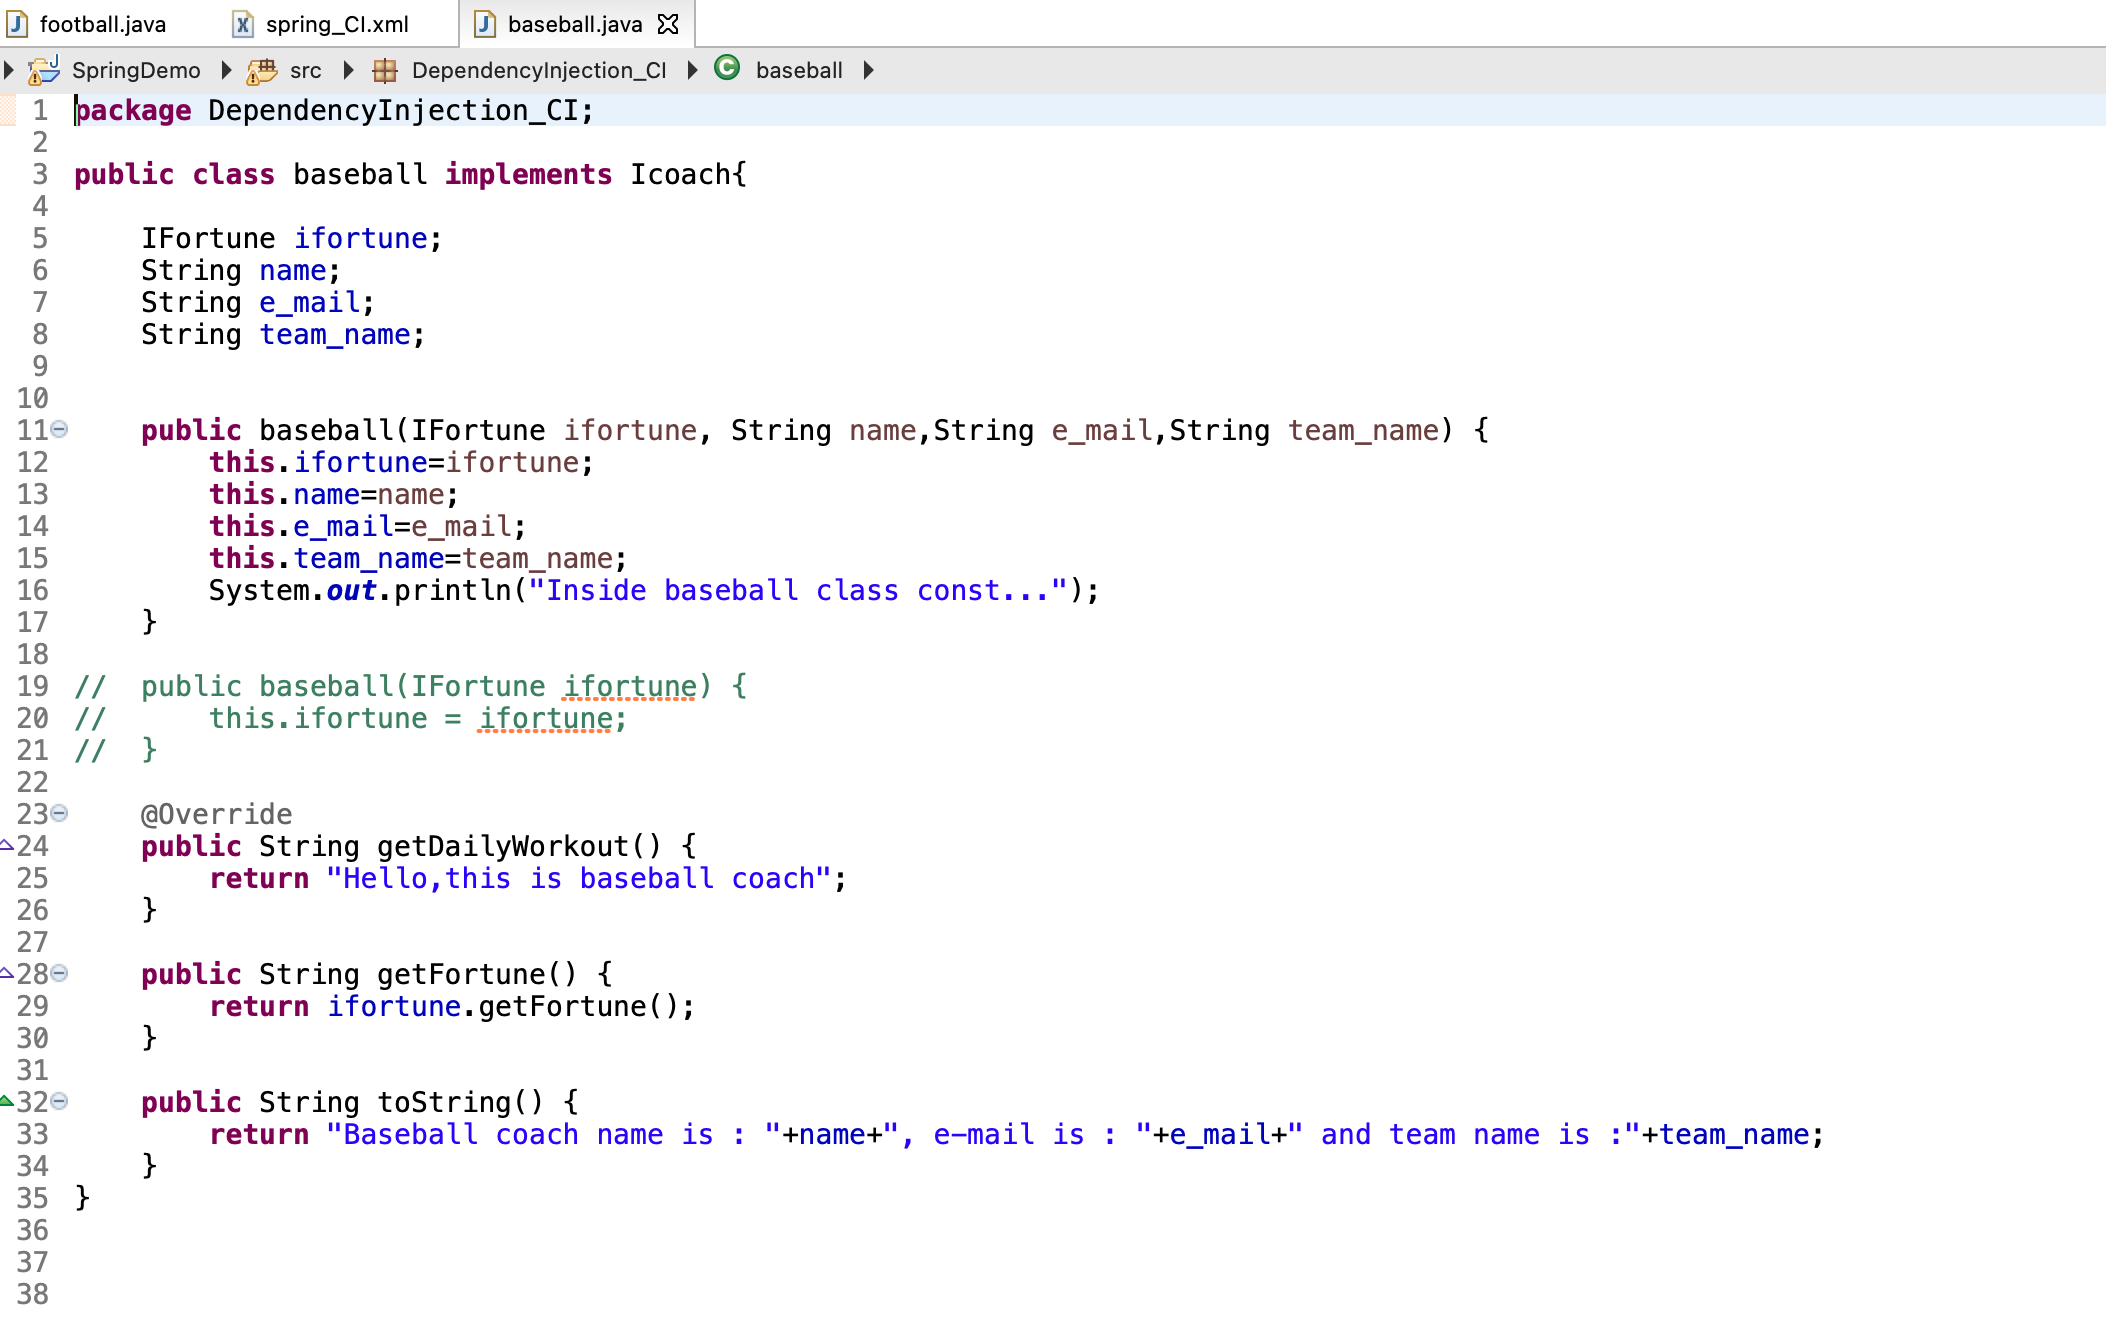 football.java spring_CI.xml baseball.java
SpringDemo src DependencyInjection_CI baseball
1 package DependencyInjection_CI;
2
3 public class baseball implements Icoach{
4
5 IFortune ifortune;
6 String name;
7 String e_mail;
8 String team_name;
9
10
11 public baseball(IFortune ifortune, String name,String e_mail,String team_name) {
12 this.ifortune=ifortune;
13 this.name=name;
14 this.e_mail=e_mail;
15 this.team_name=team_name;
16 System.out.println("Inside baseball class const...");
17 }
18
19 // public baseball(IFortune ifortune) {
20 // this.ifortune = ifortune;
21 // }
22
23 @Override
24 public String getDailyWorkout() {
25 return "Hello,this is baseball coach";
26 }
27
28 public String getFortune() {
29 return ifortune.getFortune();
30 }
31
32 public String toString() {
33 return "Baseball coach name is : "+name+", e-mail is : "+e_mail+" and team name is :"+team_name;
34 }
35 }
36
37
38